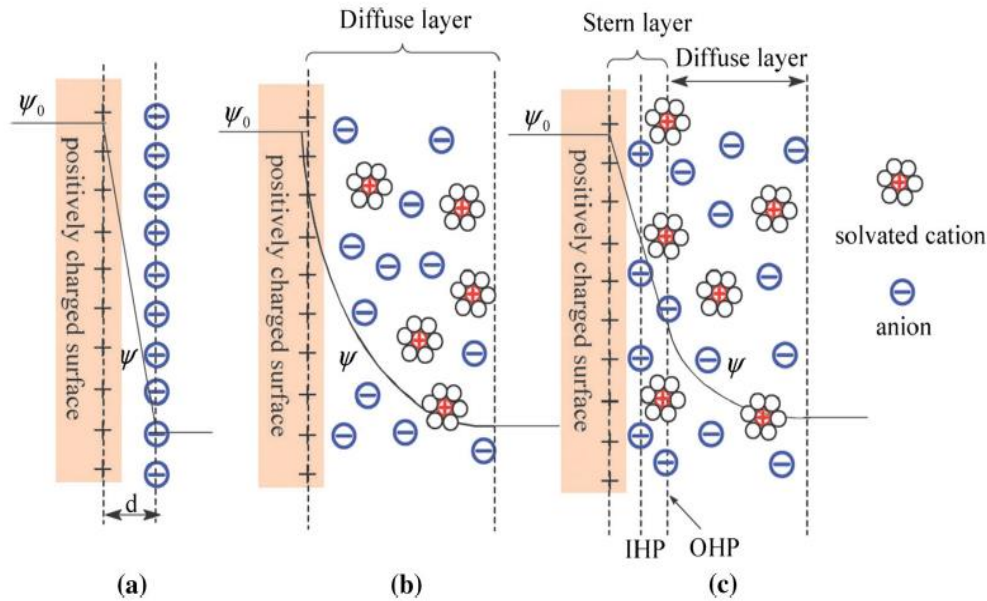 Diffuse layer
Stern layer
Diffuse layer
ψ₀
ψ₀
ψ₀
positively charged surface
positively charged surface
positively charged surface
ψ
ψ
ψ
solvated cation
anion
d
IHP
OHP
(a)
(b)
(c)